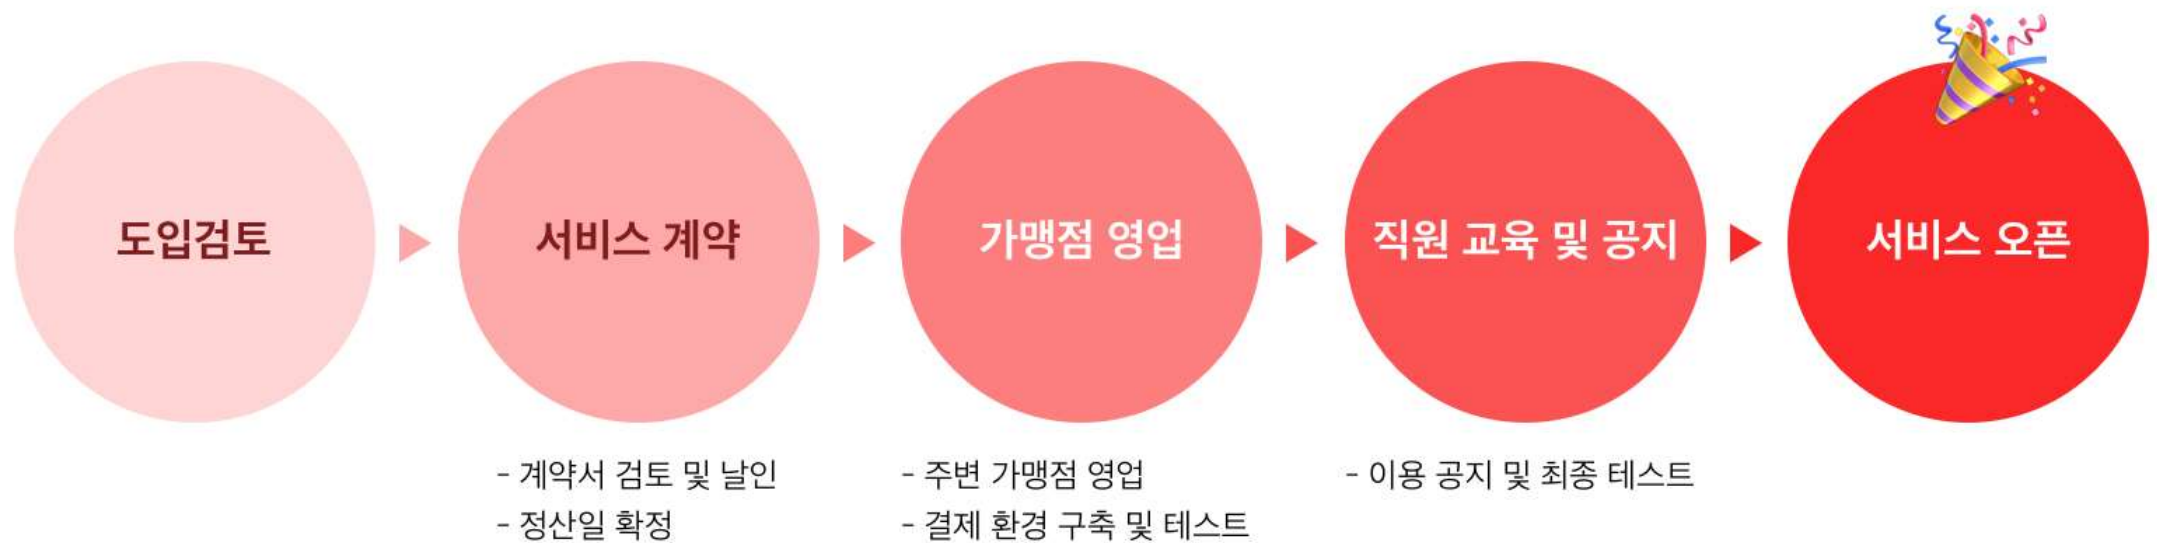 도입검토
서비스 계약
가맹점 영업
직원 교육 및 공지
서비스 오픈
- 계약서 검토 및 날인
- 정산일 확정
- 주변 가맹점 영업
- 결제 환경 구축 및 테스트
- 이용 공지 및 최종 테스트